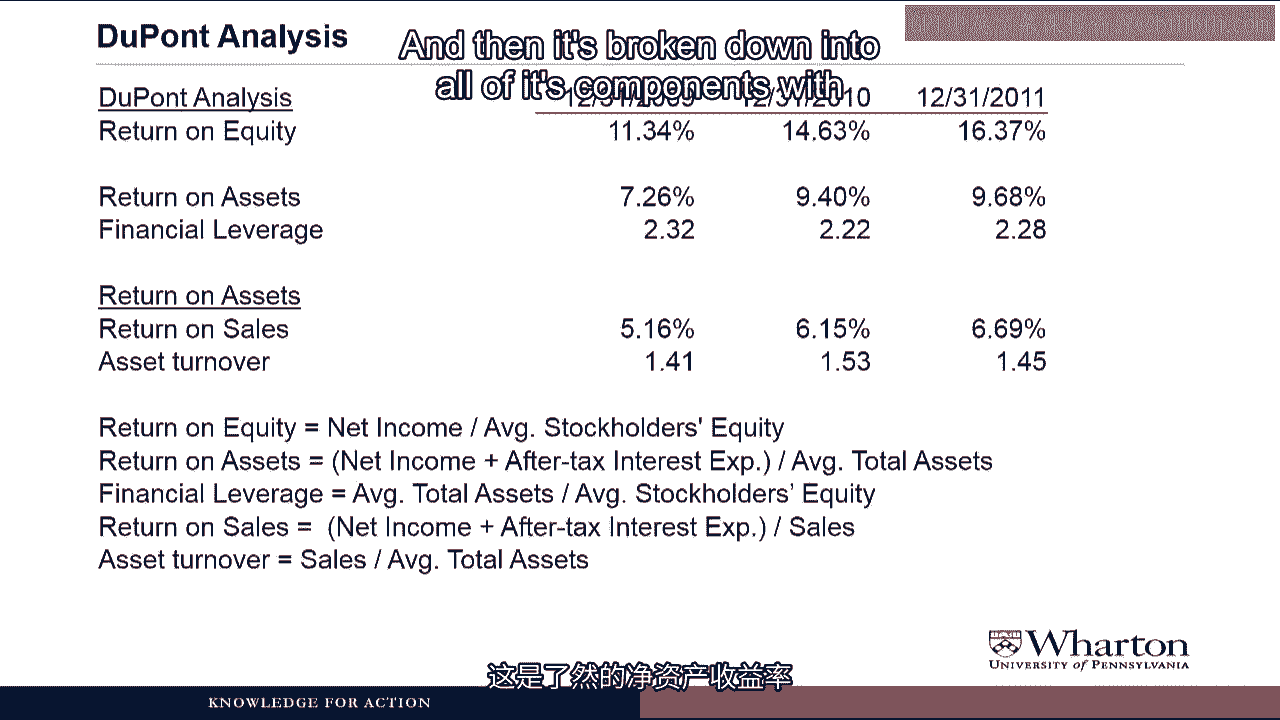 DuPont Analysis
And then it's broken down into
all of it's components with
DuPont Analysis 12/31/2010 12/31/2011
Return on Equity 11.34% 14.63% 16.37%
Return on Assets 7.26% 9.40% 9.68%
Financial Leverage 2.32 2.22 2.28
Return on Assets
Return on Sales 5.16% 6.15% 6.69%
Asset turnover 1.41 1.53 1.45
Return on Equity = Net Income / Avg. Stockholders' Equity
Return on Assets = (Net Income + After-tax Interest Exp.) / Avg. Total Assets
Financial Leverage = Avg. Total Assets / Avg. Stockholders’ Equity
Return on Sales = (Net Income + After-tax Interest Exp.) / Sales
Asset turnover = Sales / Avg. Total Assets
Wharton
UNIVERSITY of PENNSYLVANIA
这是了然的净资产收益率
KNOWLEDGE FOR ACTION